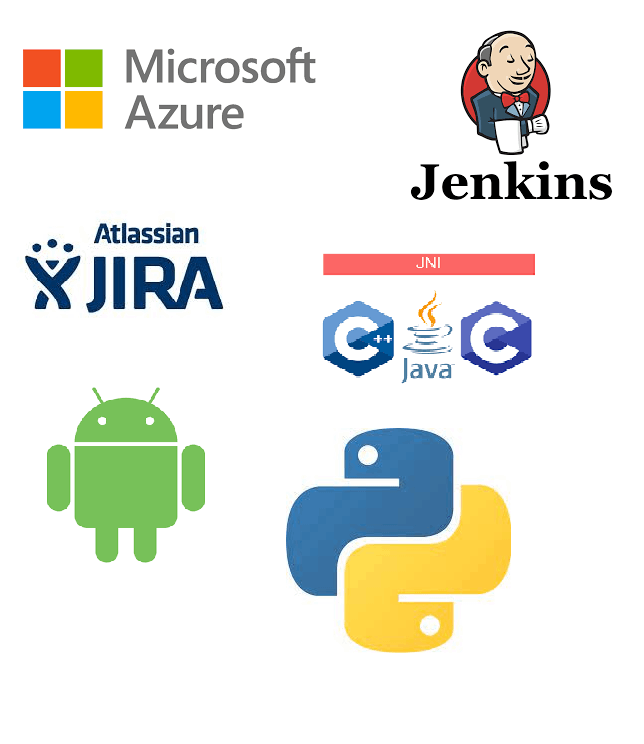 Microsoft
Azure
Jenkins
Atlassian
JIRA
JNI
C++
Java
C